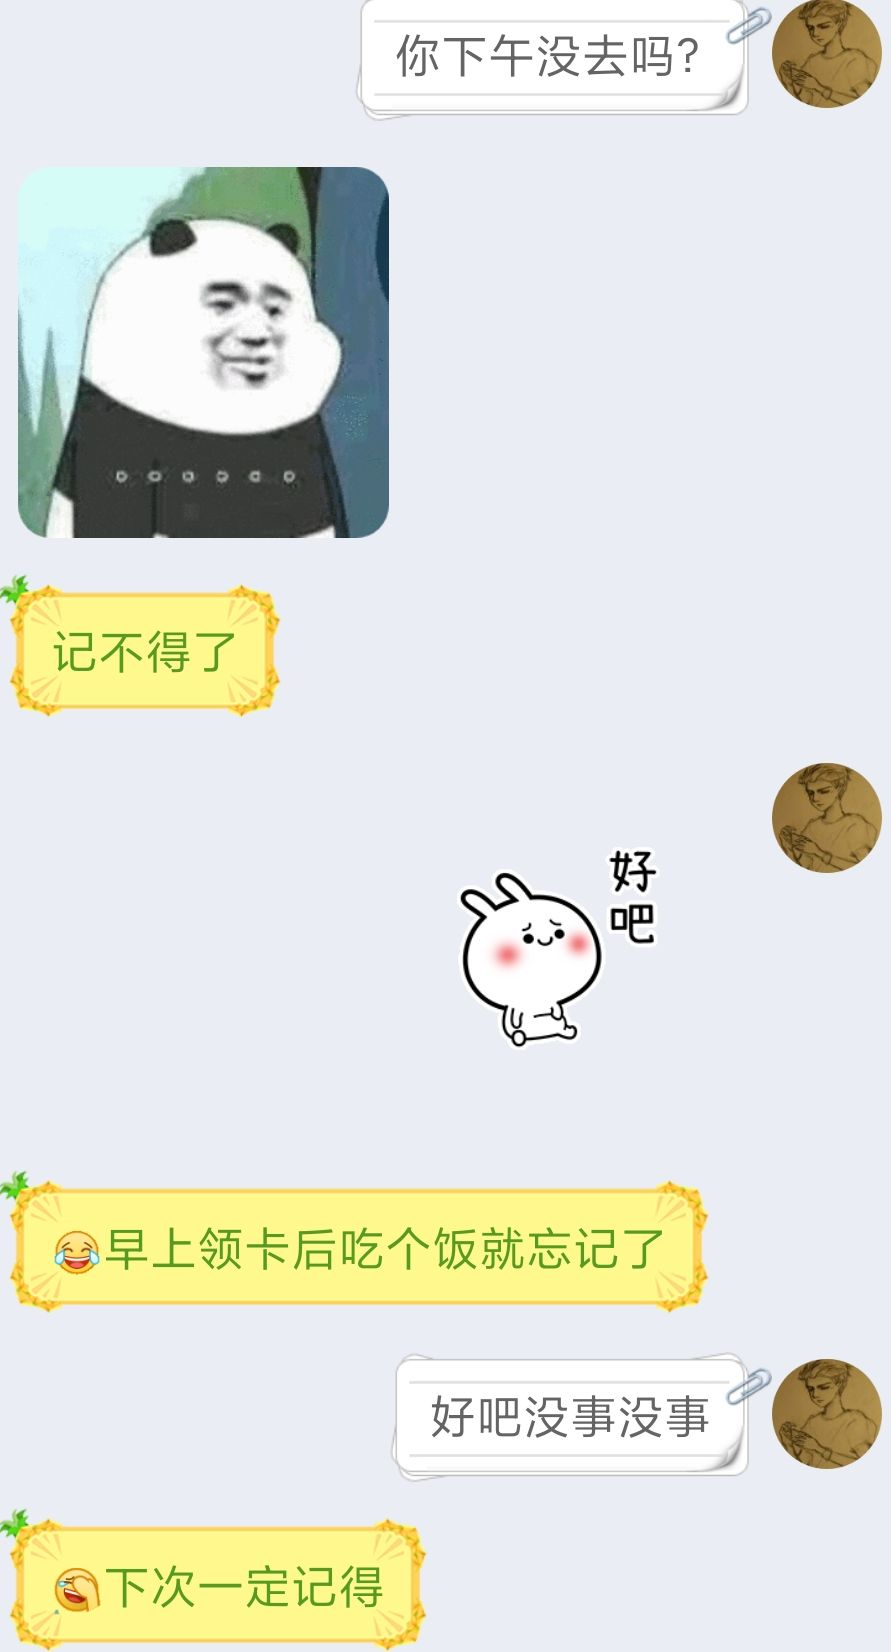 你下午没去吗?
记不得了
好
吧
早上领卡后吃个饭就忘记了
好吧没事没事
下次一定记得